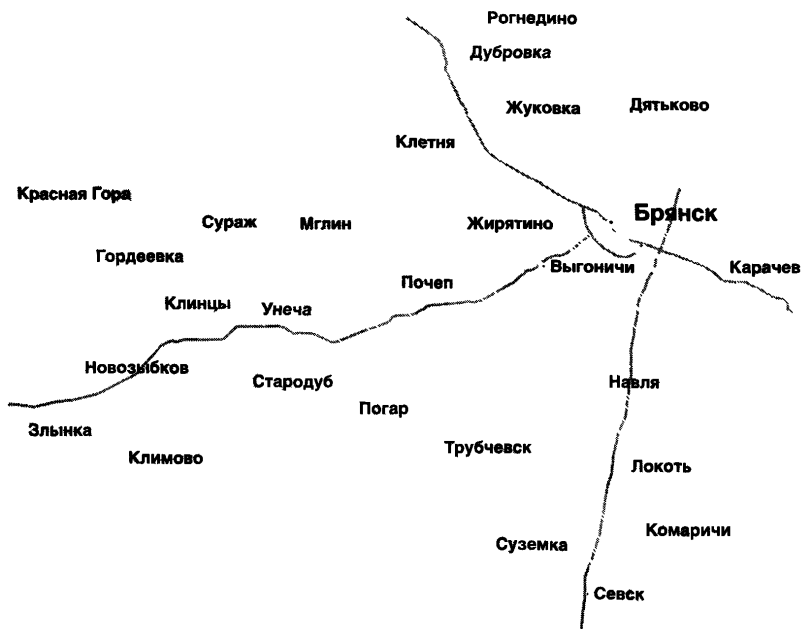 Рогнедино
Дубровка
Жуковка
Дятьково
Клетня
Красная Гора
Сураж
Мглин
Жирятино
Брянск
Гордеевка
Выгоничи
Карачев
Почеп
Клинцы
Унеча
Новозыбков
Стародуб
Навля
Погар
Злынка
Климово
Трубчевск
Локоть
Комаричи
Суземка
Севск